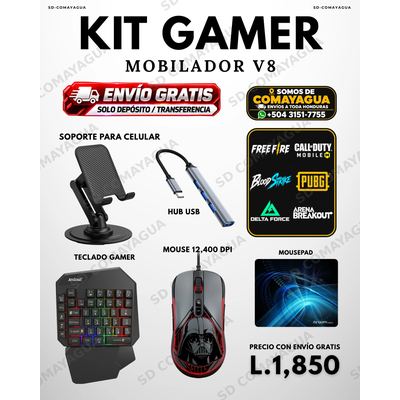 SD-COMAYAGUA
SD-COMAYAGUA
KIT GAMER
MOBILADOR V8
ENVÍO GRATIS
SOLO DEPÓSITO / TRANSFERENCIA
SOMOS DE
COMAYAGUA
ENVÍOS A TODA HONDURAS
+504 3151-7755
SOPORTE PARA CELULAR
HUB USB
FREE FIRE
CALL·DUTY
MOBILE
BLOOD STRIKE
PUBG
DELTA FORCE
ARENA
BREAKOUT
TECLADO GAMER
MOUSE 12,400 DPI
MOUSEPAD
PRECIO CON ENVÍO GRATIS
L.1,850
SD COMAYAGUA